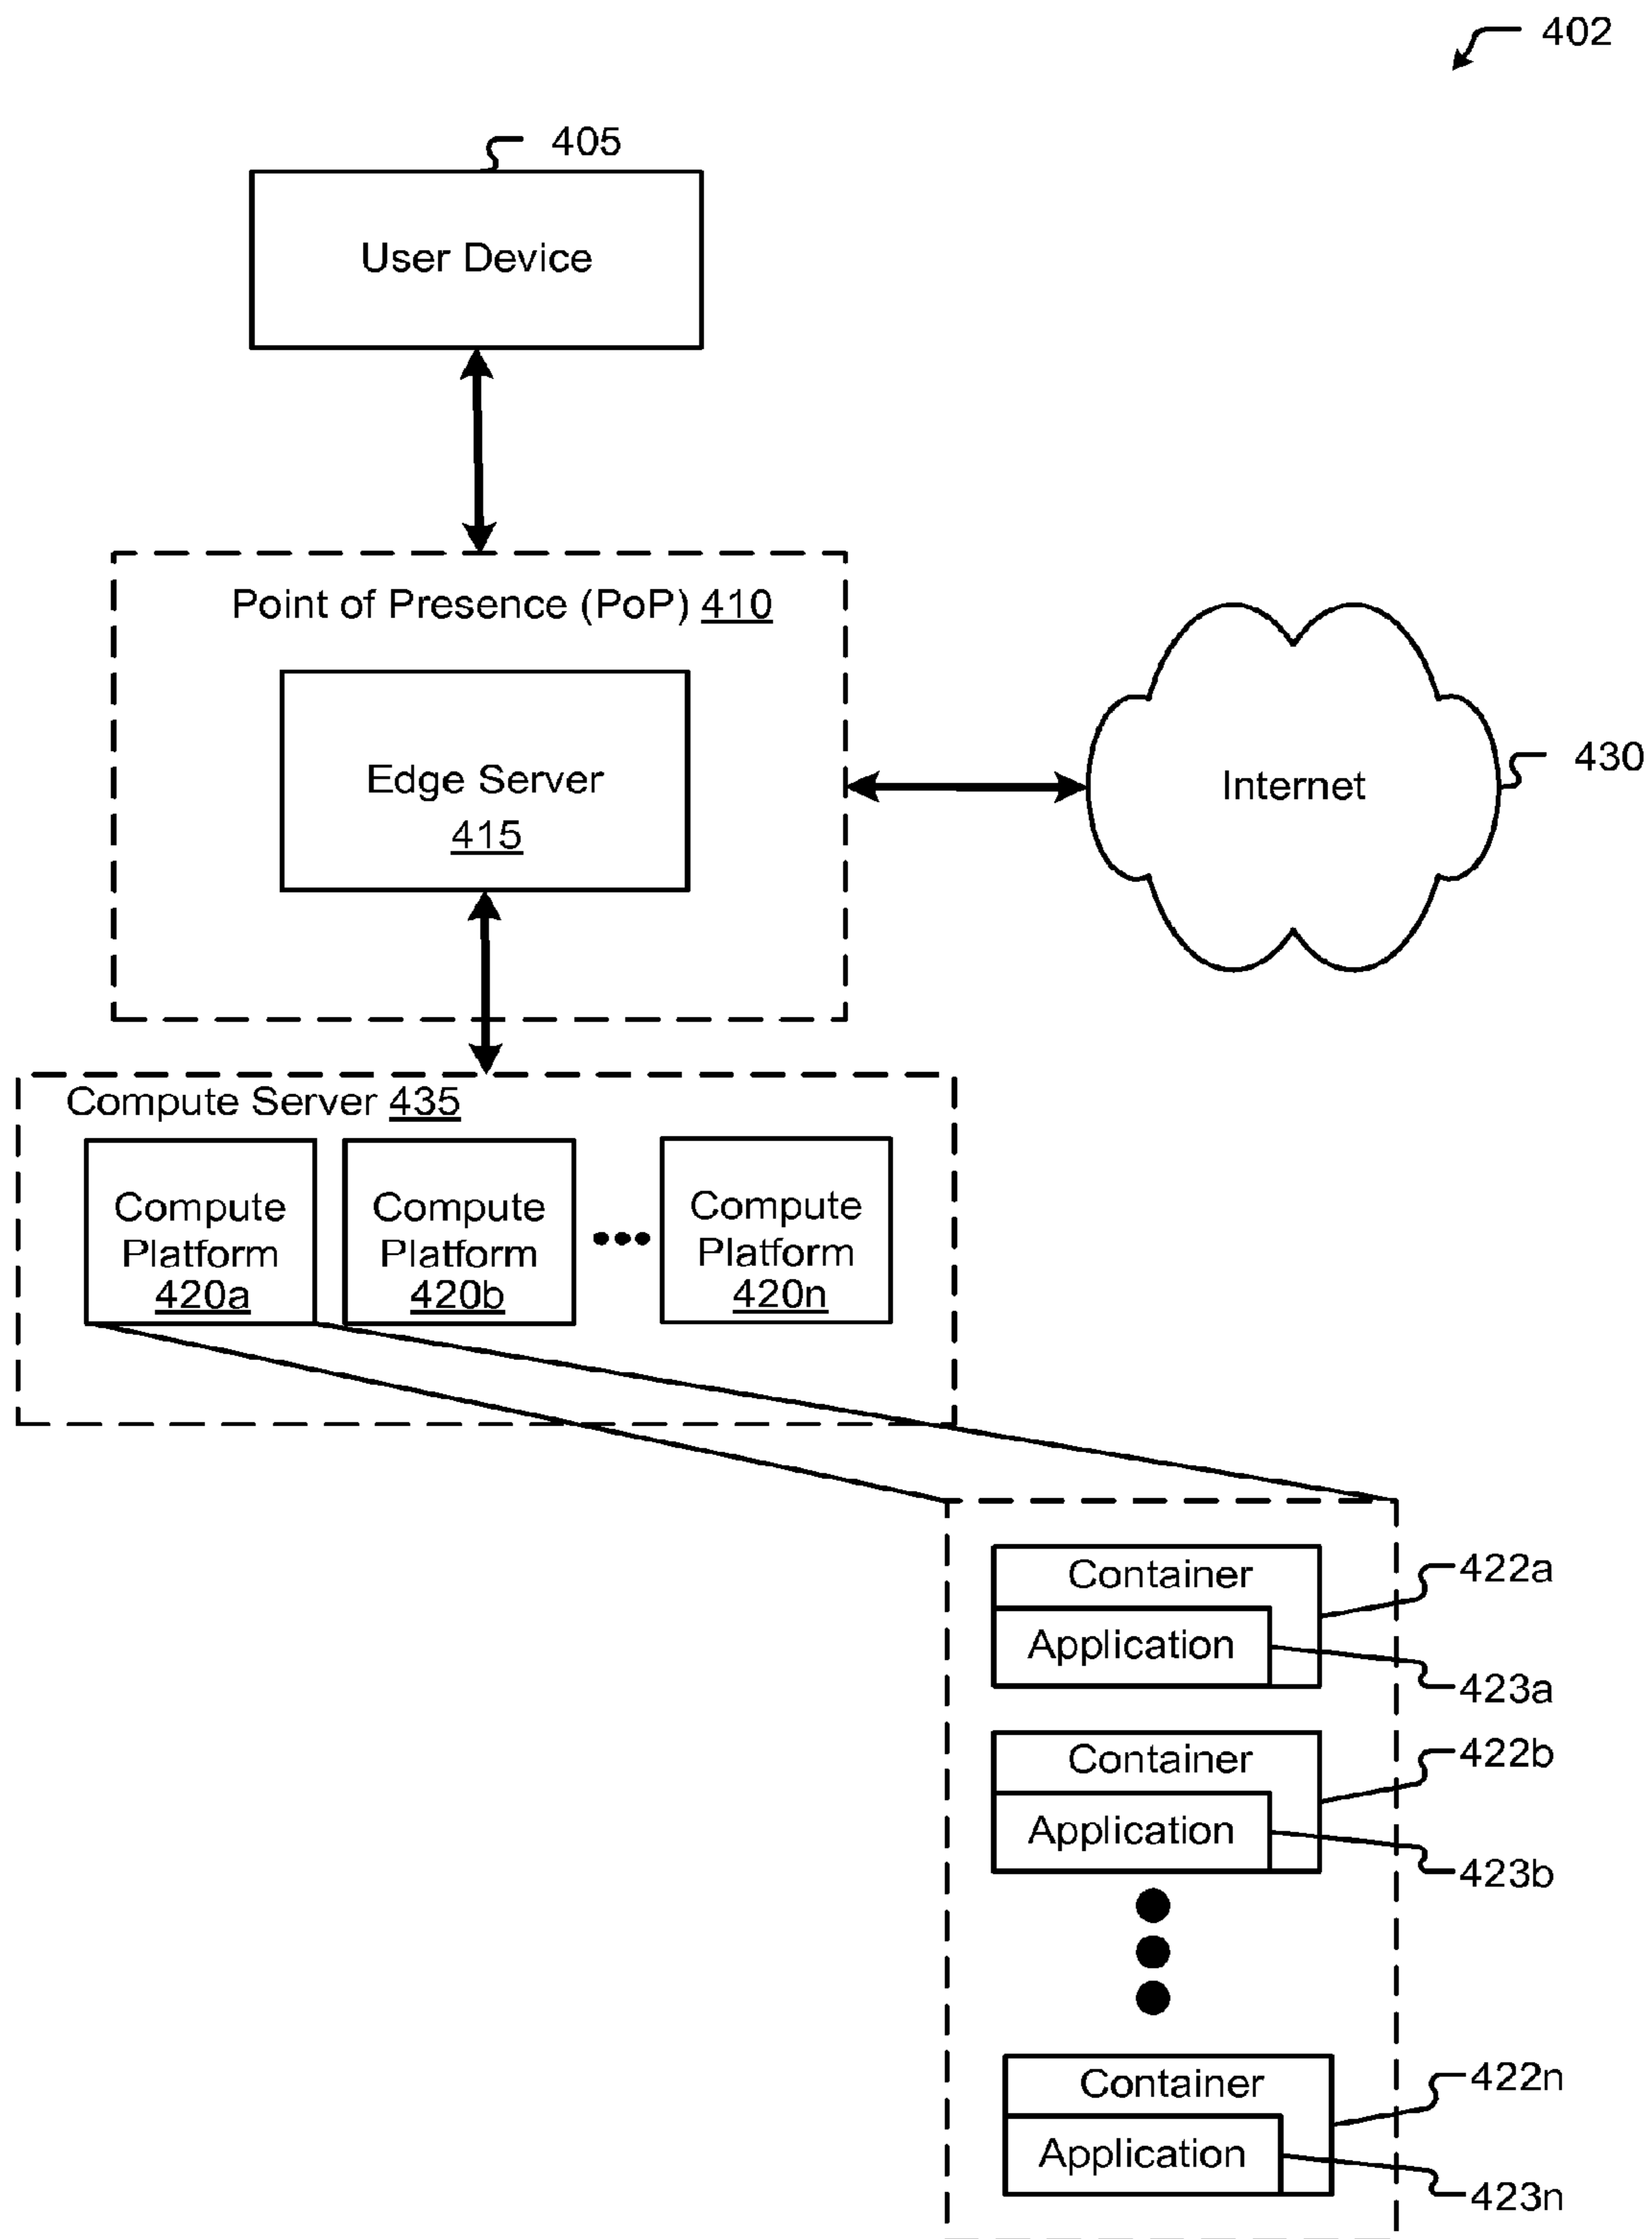 402
405
User Device
Point of Presence (PoP) 410
Edge Server
415
Internet
430
Compute Server 435
Compute
Platform
420a
Compute
Platform
420b
Compute
Platform
420n
Container
422a
Application
423a
Container
422b
Application
423b
Container
422n
Application
423n